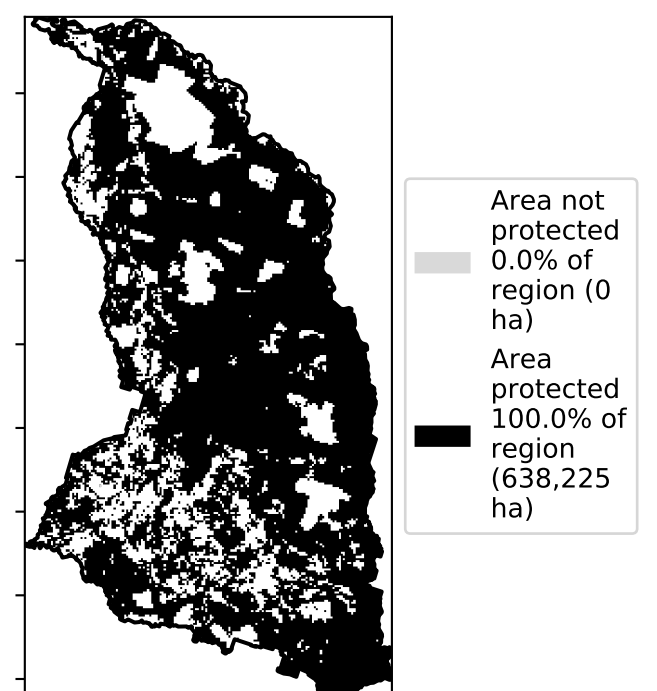 Area not
protected
0.0% of
region (0
ha)
Area
protected
100.0% of
region
(638,225
ha)